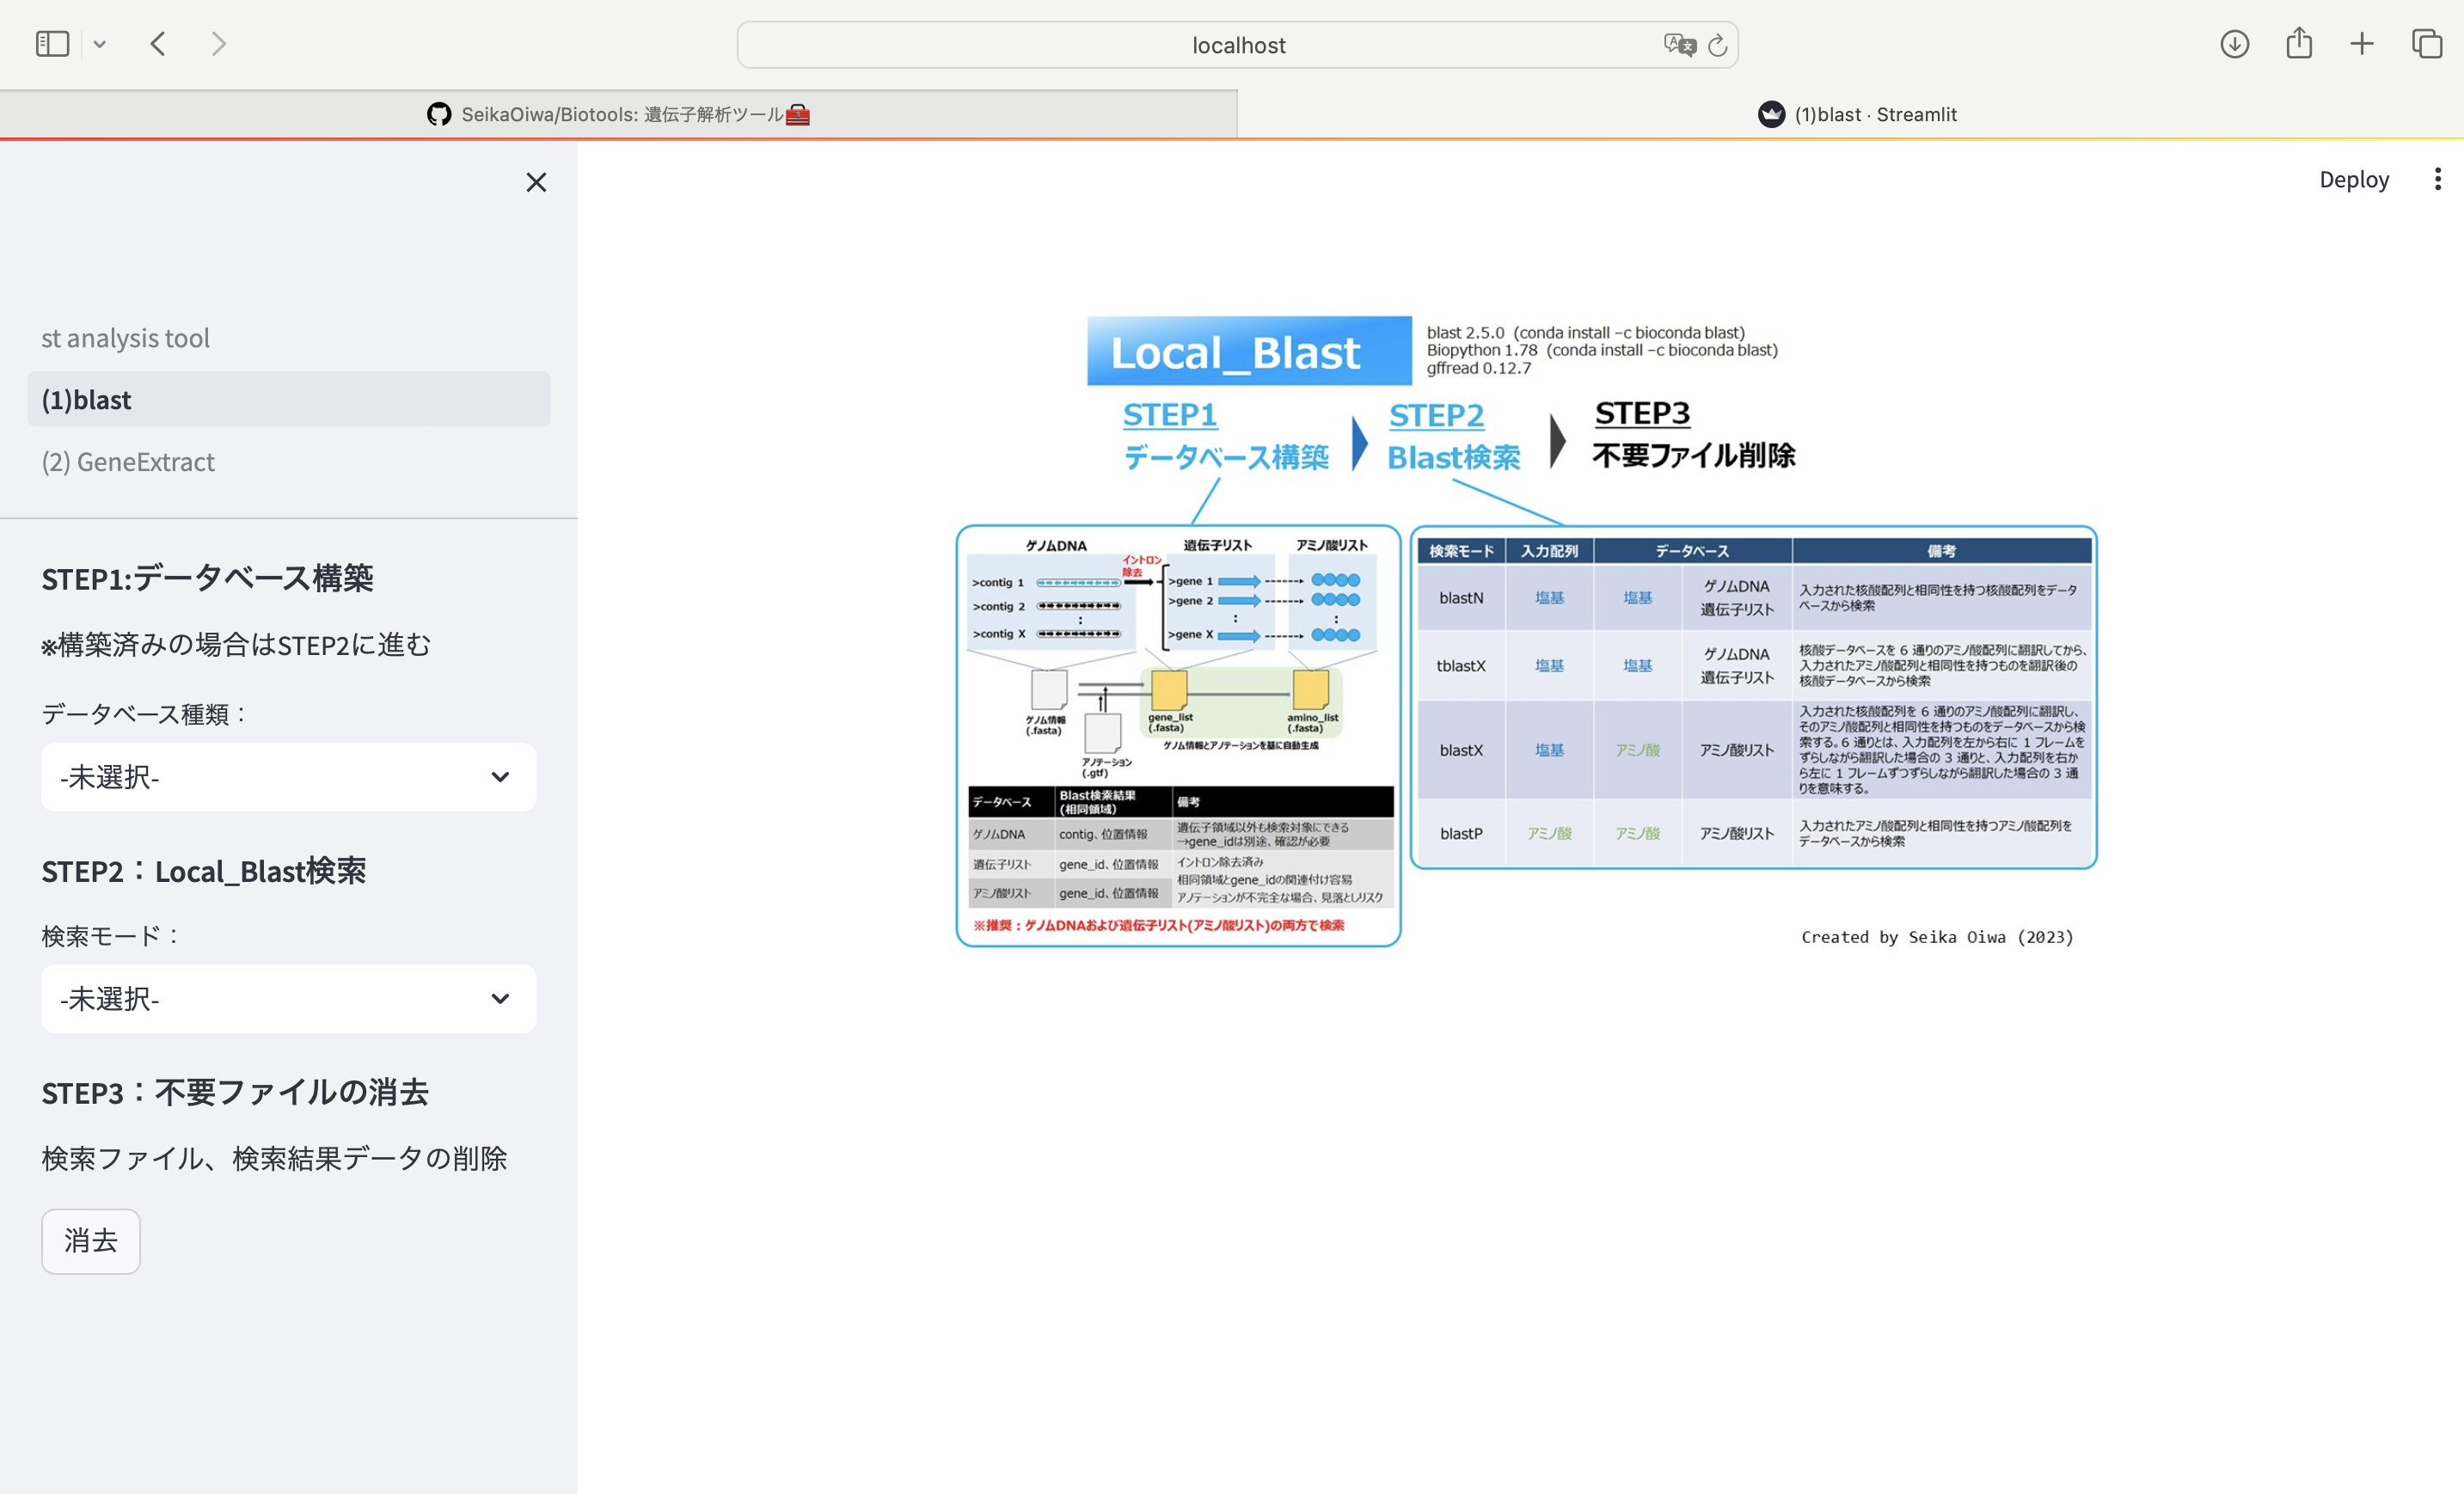 localhost
SeikaOiwa/Biotools: 遺伝子解析ツール🧰
(1)blast · Streamlit
Deploy
st analysis tool
(1)blast
(2) GeneExtract
STEP1:データベース構築
※構築済みの場合はSTEP2に進む
データベース種類：
-未選択-
STEP2：Local_Blast検索
検索モード：
-未選択-
STEP3：不要ファイルの消去
検索ファイル、検索結果データの削除
消去
Local_Blast
blast 2.5.0 (conda install -c bioconda blast)
Biopython 1.78 (conda install -c bioconda blast)
gffread 0.12.7
STEP1
データベース構築
STEP2
Blast検索
STEP3
不要ファイル削除
ゲノムDNA
遺伝子リスト
アミノ酸リスト
イントロン
除去
>contig 1
>contig 2
:
>contig X
>gene 1
>gene 2
:
>gene X
:
ゲノム情報
(.fasta)
アノテーション
(.gtf)
gene_list
(.fasta)
amino_list
(.fasta)
ゲノム情報とアノテーションを基に自動生成
データベース Blast検索結果 備考
(相同領域)
ゲノムDNA contig、位置情報 遺伝子領域以外も検索対象にできる
→gene_idは別途、確認が必要
遺伝子リスト gene_id、位置情報 イントロン除去済み
相同領域とgene_idの関連付け容易
アミノ酸リスト gene_id、位置情報 アノテーションが不完全な場合、見落としリスク
※推奨：ゲノムDNAおよび遺伝子リスト(アミノ酸リスト)の両方で検索
検索モード 入力配列 データベース 備考
blastN 塩基 塩基 ゲノムDNA
遺伝子リスト
入力された核酸配列と相同性を持つ核酸配列をデータ
ベースから検索
tblastX 塩基 塩基 ゲノムDNA
遺伝子リスト
核酸データベースを 6 通りのアミノ酸配列に翻訳してから、
入力されたアミノ酸配列と相同性を持つものを翻訳後の
核酸データベースから検索
blastX 塩基 アミノ酸 アミノ酸リスト
入力された核酸配列を 6 通りのアミノ酸配列に翻訳し、
そのアミノ酸配列と相同性を持つものをデータベースから検
索する。6 通りとは、入力配列を左から右に 1 フレームを
ずらしながら翻訳した場合の 3 通りと、入力配列を右か
ら左に 1 フレームずつずらしながら翻訳した場合の 3 通
りを意味する。
blastP アミノ酸 アミノ酸 アミノ酸リスト
入力されたアミノ酸配列と相同性を持つアミノ酸配列を
データベースから検索
Created by Seika Oiwa (2023)